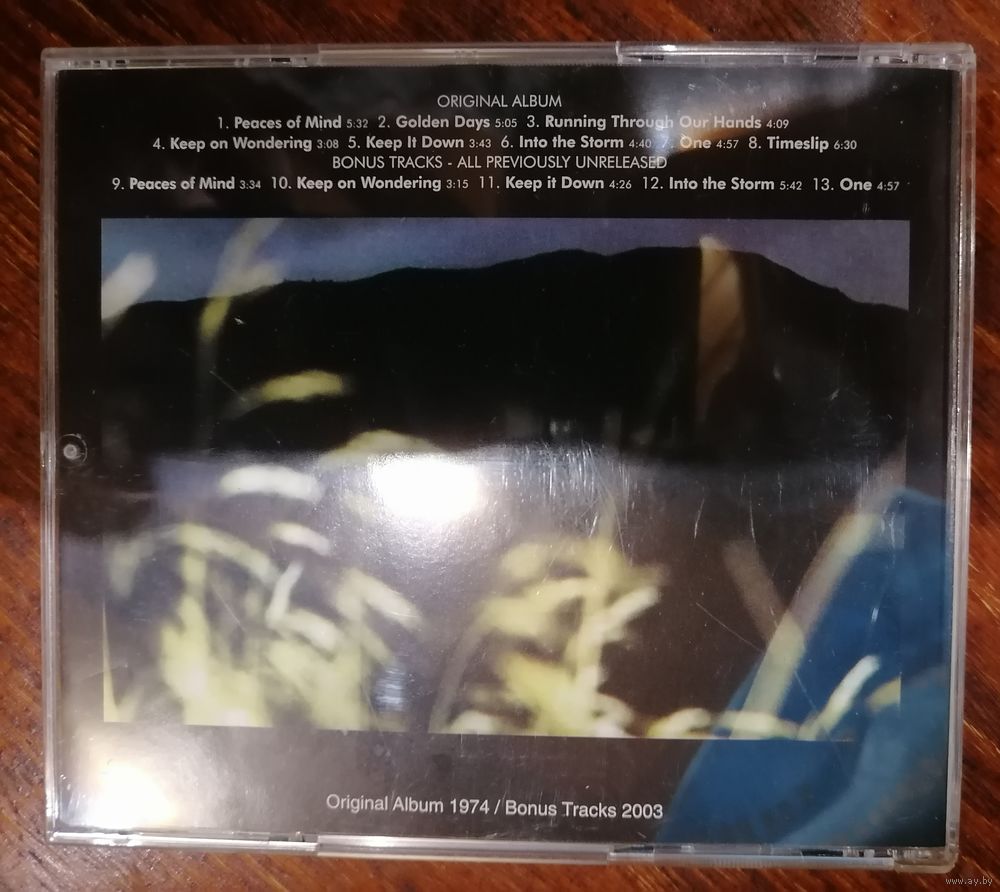 ORIGINAL ALBUM
1. Peaces of Mind 5:32 2. Golden Days 5:05 3. Running Through Our Hands 4:09
4. Keep on Wondering 3:08 5. Keep It Down 3:43 6. Into the Storm 4:40 7. One 4:57 8. Timeslip 6:30
BONUS TRACKS - ALL PREVIOUSLY UNRELEASED
9. Peaces of Mind 3:34 10. Keep on Wondering 3:15 11. Keep it Down 4:26 12. Into the Storm 5:42 13. One 4:57
Original Album 1974 / Bonus Tracks 2003
www.ay.by